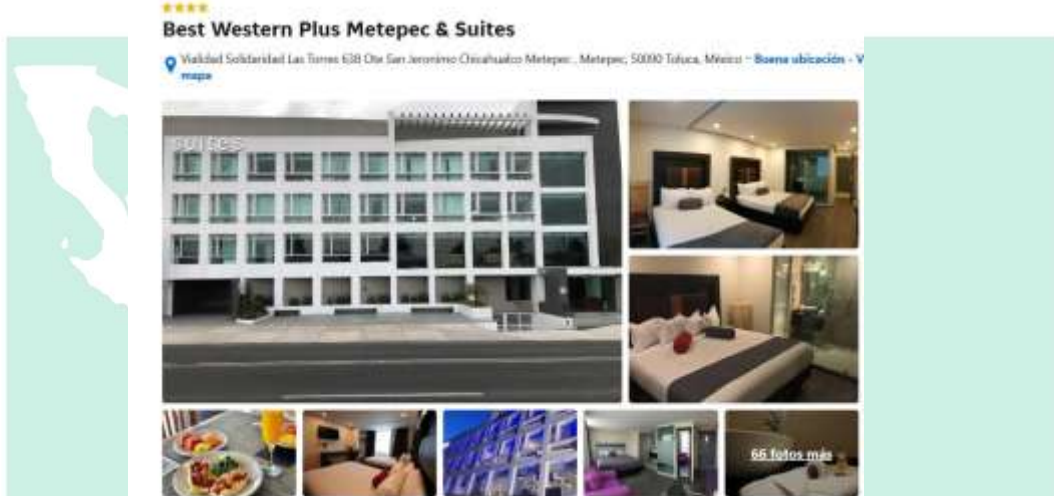 Best Western Plus Metepec & Suites
Vialidad Solidaridad Las Torres 638 Ote San Jeronimo Chicahualco Metepec., Metepec, 50090 Toluca, México – Buena ubicación - V
mapa
SUITES
66 fotos más